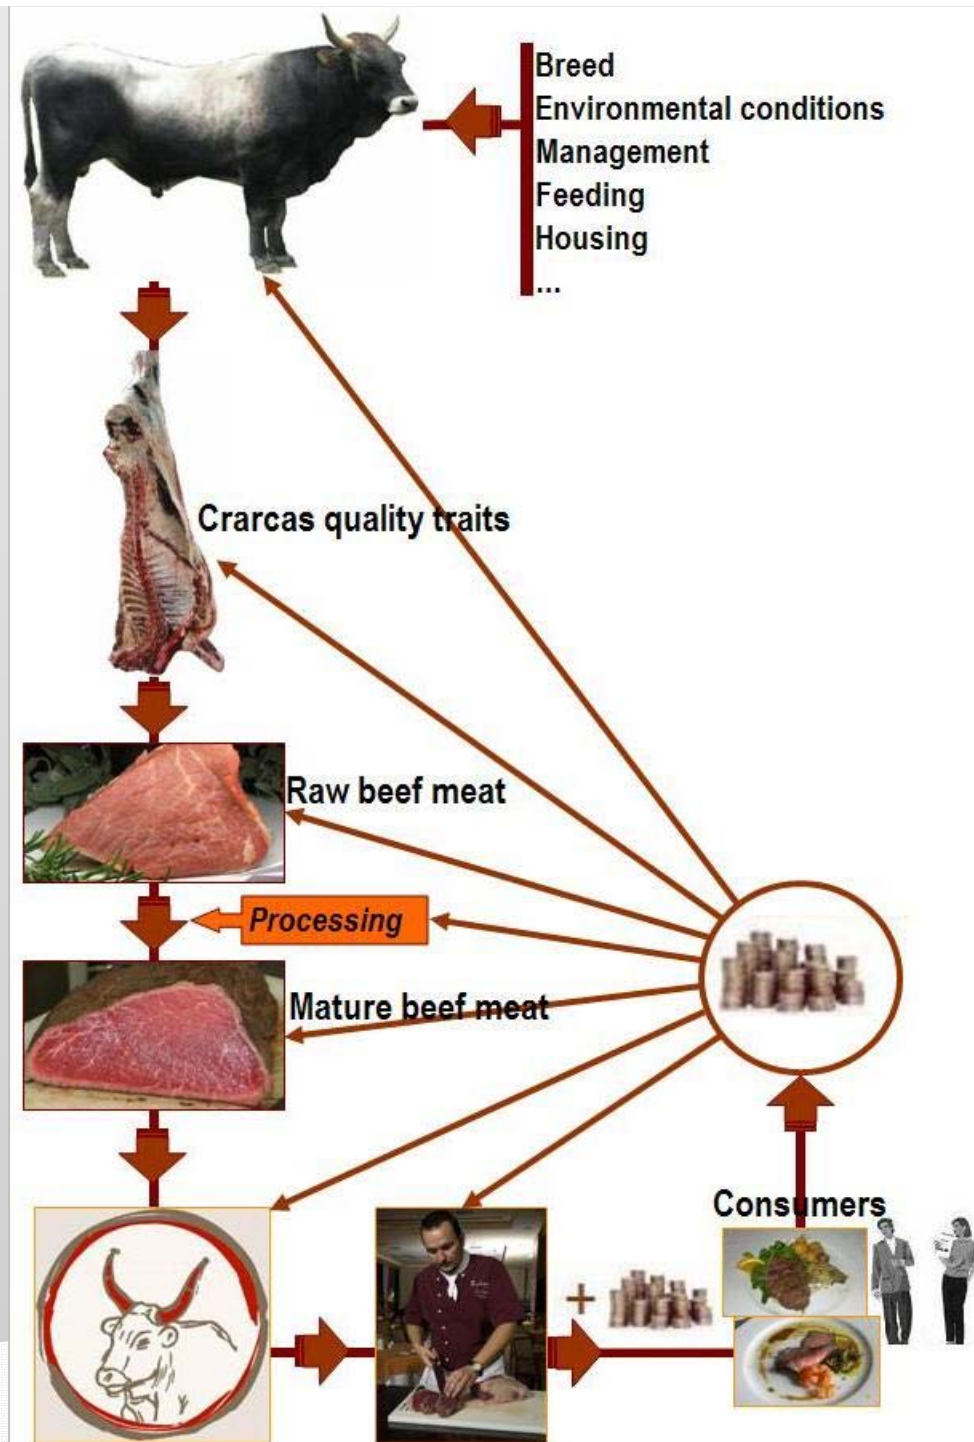 Breed
Environmental conditions
Management
Feeding
Housing
...
Crarcas quality traits
Raw beef meat
Processing
Mature beef meat
Consumers
+